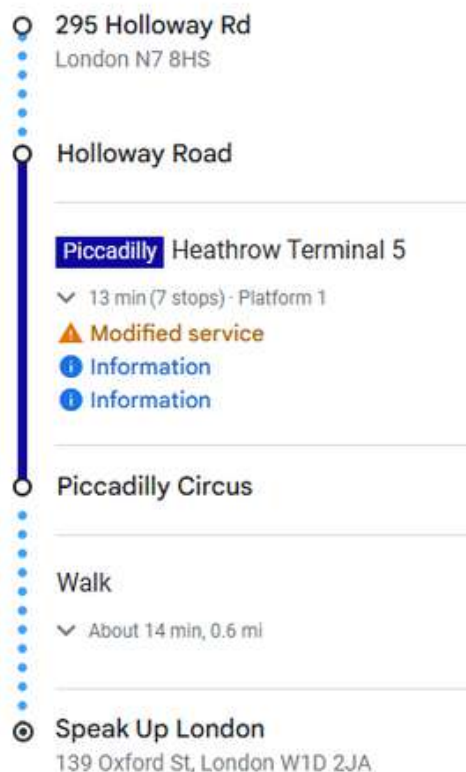 295 Holloway Rd
London N7 8HS
Holloway Road
Piccadilly Heathrow Terminal 5
13 min (7 stops) · Platform 1
Modified service
Information
Information
Piccadilly Circus
Walk
About 14 min, 0.6 mi
Speak Up London
139 Oxford St, London W1D 2JA